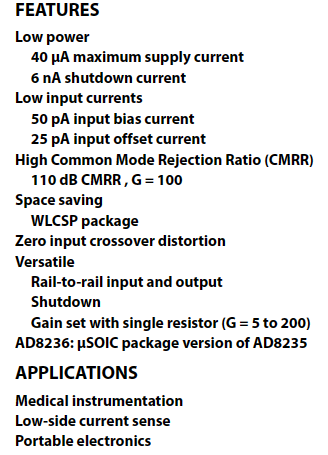 FEATURES
Low power
40 μA maximum supply current
6 nA shutdown current
Low input currents
50 pA input bias current
25 pA input offset current
High Common Mode Rejection Ratio (CMRR)
110 dB CMRR , G = 100
Space saving
WLCSP package
Zero input crossover distortion
Versatile
Rail-to-rail input and output
Shutdown
Gain set with single resistor (G = 5 to 200)
AD8236: μSOIC package version of AD8235
APPLICATIONS
Medical instrumentation
Low-side current sense
Portable electronics